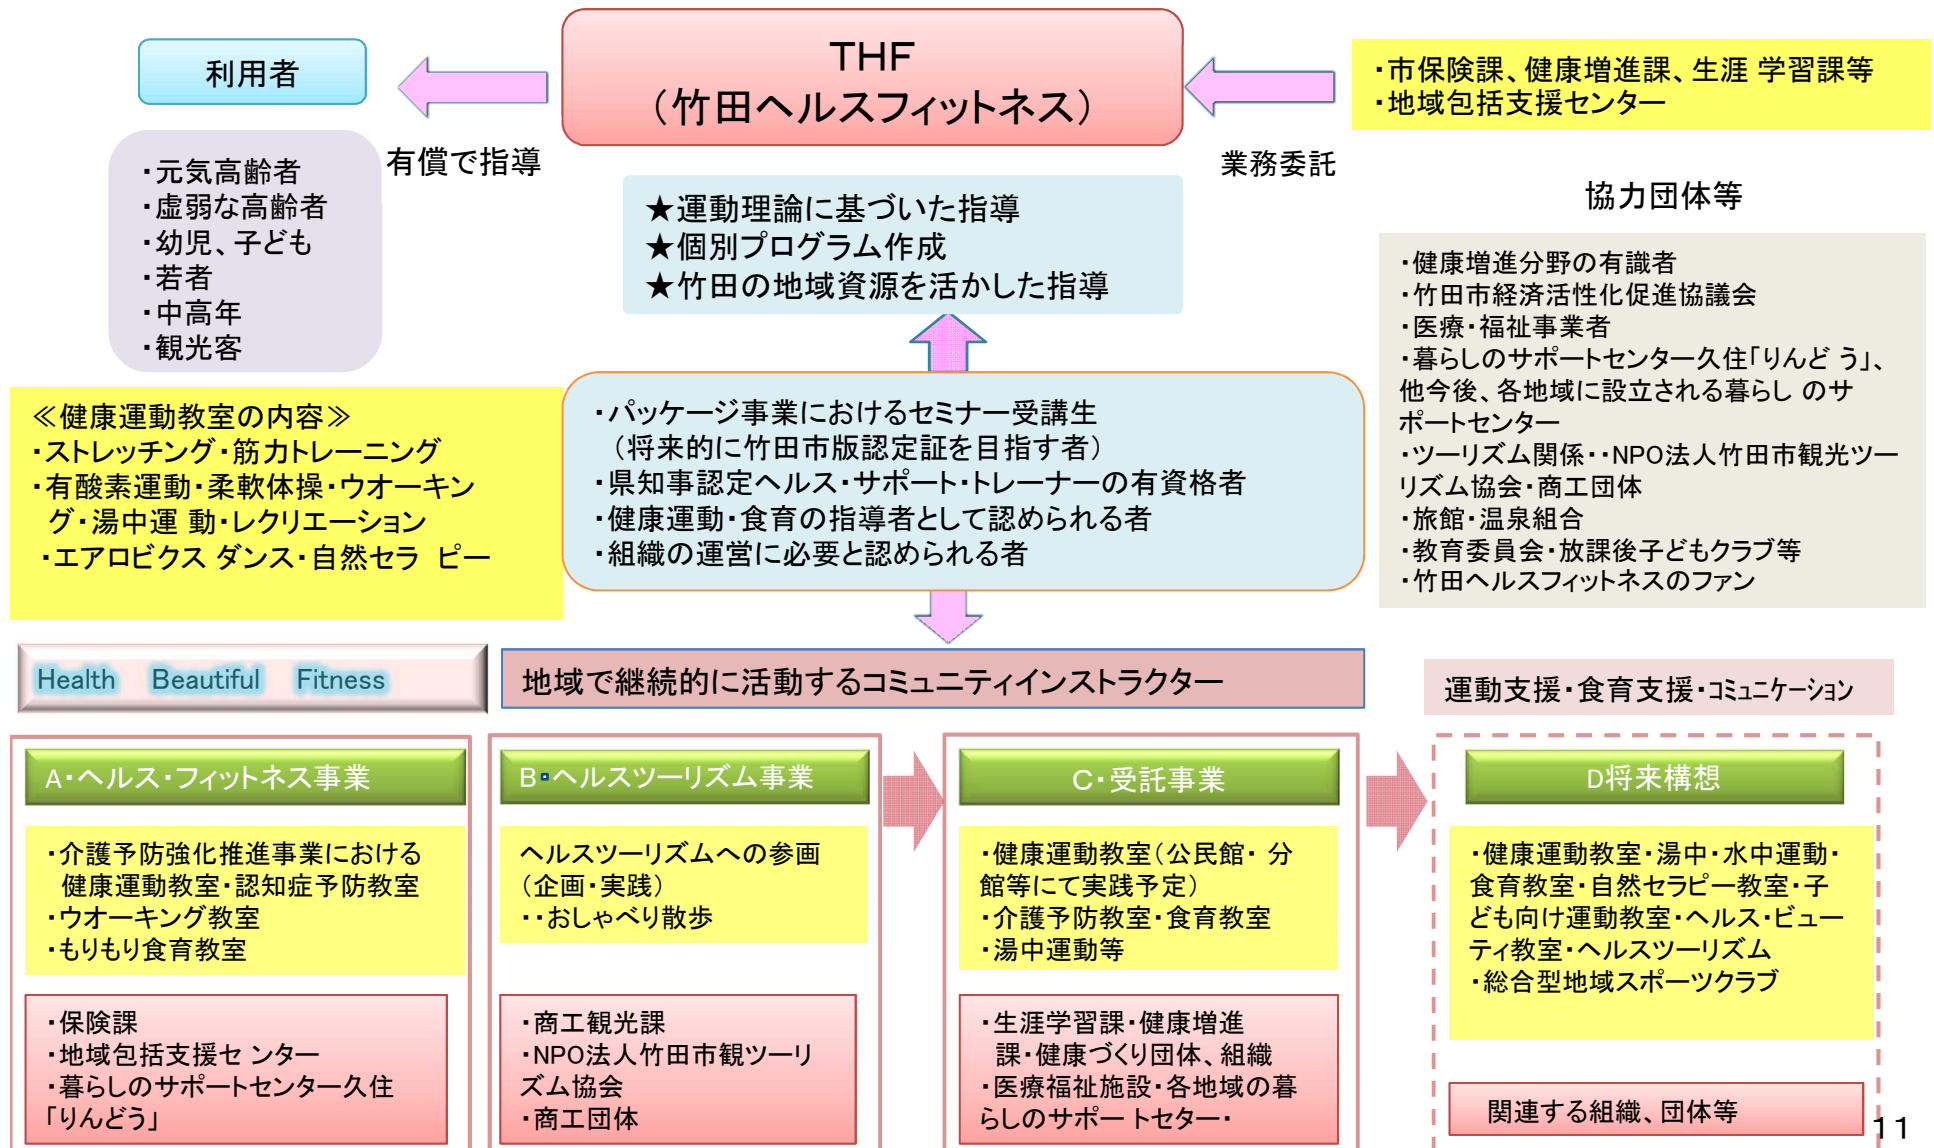 利用者
THF
（竹田ヘルスフィットネス）
・市保険課、健康増進課、生涯 学習課等
・地域包括支援センター
・元気高齢者
・虚弱な高齢者
・幼児、子ども
・若者
・中高年
・観光客
有償で指導
業務委託
★運動理論に基づいた指導
★個別プログラム作成
★竹田の地域資源を活かした指導
協力団体等
・健康増進分野の有識者
・竹田市経済活性化促進協議会
・医療・福祉事業者
・暮らしのサポートセンター久住「りんど う」、
他今後、各地域に設立される暮らし のサ
ポートセンター
・ツーリズム関係・・NPO法人竹田市観光ツー
リズム協会・商工団体
・旅館・温泉組合
・教育委員会・放課後子どもクラブ等
・竹田ヘルスフィットネスのファン
≪健康運動教室の内容≫
・ストレッチング・筋力トレーニング
・有酸素運動・柔軟体操・ウオーキン
グ・湯中運 動・レクリエーション
・エアロビクス ダンス・自然セラ ピー
・パッケージ事業におけるセミナー受講生
（将来的に竹田市版認定証を目指す者）
・県知事認定ヘルス・サポート・トレーナーの有資格者
・健康運動・食育の指導者として認められる者
・組織の運営に必要と認められる者
Health Beautiful Fitness
地域で継続的に活動するコミュニティインストラクター
運動支援・食育支援・コミュニケーション
A・ヘルス・フィットネス事業
・介護予防強化推進事業における
健康運動教室・認知症予防教室
・ウオーキング教室
・もりもり食育教室
・保険課
・地域包括支援セ ンター
・暮らしのサポートセンター久住
「りんどう」
B・ヘルスツーリズム事業
ヘルスツーリズムへの参画
（企画・実践）
・・おしゃべり散歩
・商工観光課
・NPO法人竹田市観ツーリ
ズム協会
・商工団体
C・受託事業
・健康運動教室（公民館・ 分
館等にて実践予定）
・介護予防教室・食育教室
・湯中運動等
・生涯学習課・健康増進
課・健康づくり団体、組織
・医療福祉施設・各地域の暮
らしのサポー トセター・
D将来構想
・健康運動教室・湯中・水中運動・
食育教室・自然セラピー教室・子
ども向け運動教室・ヘルス・ビュー
ティ教室・ヘルスツーリズム
・総合型地域スポーツクラブ
関連する組織、団体等
11